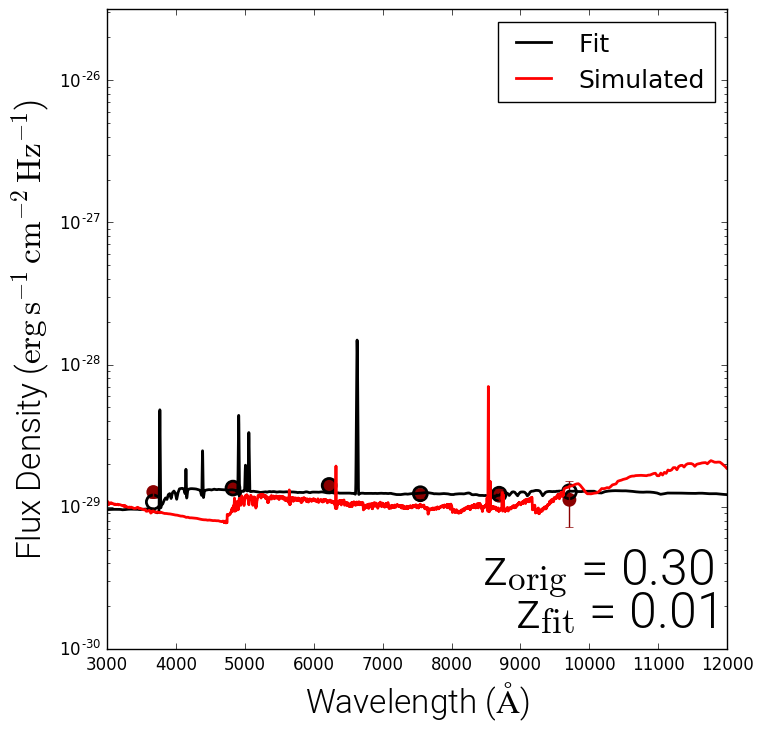 Fit
Simulated
10⁻²⁶
10⁻²⁷
10⁻²⁸
10⁻²⁹
10⁻³⁰
Flux Density (erg s⁻¹ cm⁻² Hz⁻¹)
z_orig = 0.30
z_fit = 0.01
3000 4000 5000 6000 7000 8000 9000 10000 11000 12000
Wavelength (Å)